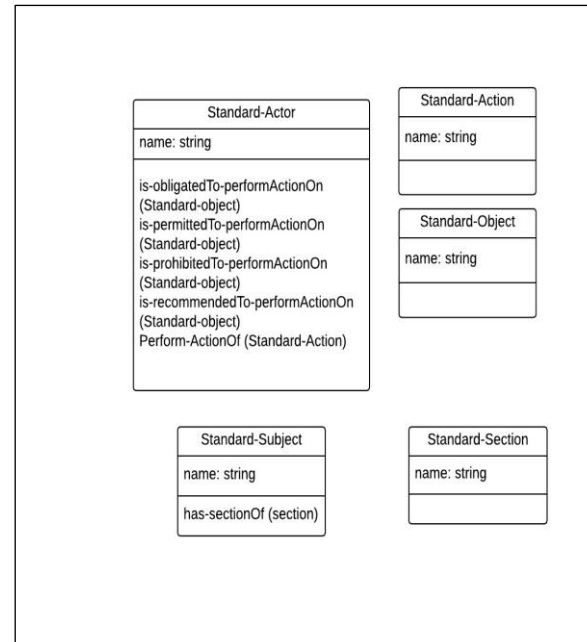 Standard-Actor
name: string
is-obligatedTo-performActionOn
(Standard-object)
is-permittedTo-performActionOn
(Standard-object)
is-prohibitedTo-performActionOn
(Standard-object)
is-recommendedTo-performActionOn
(Standard-object)
Perform-ActionOf (Standard-Action)
Standard-Action
name: string
Standard-Object
name: string
Standard-Subject
name: string
has-sectionOf (section)
Standard-Section
name: string